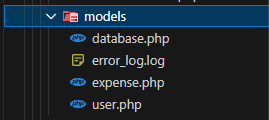 models
database.php
error_log.log
expense.php
user.php